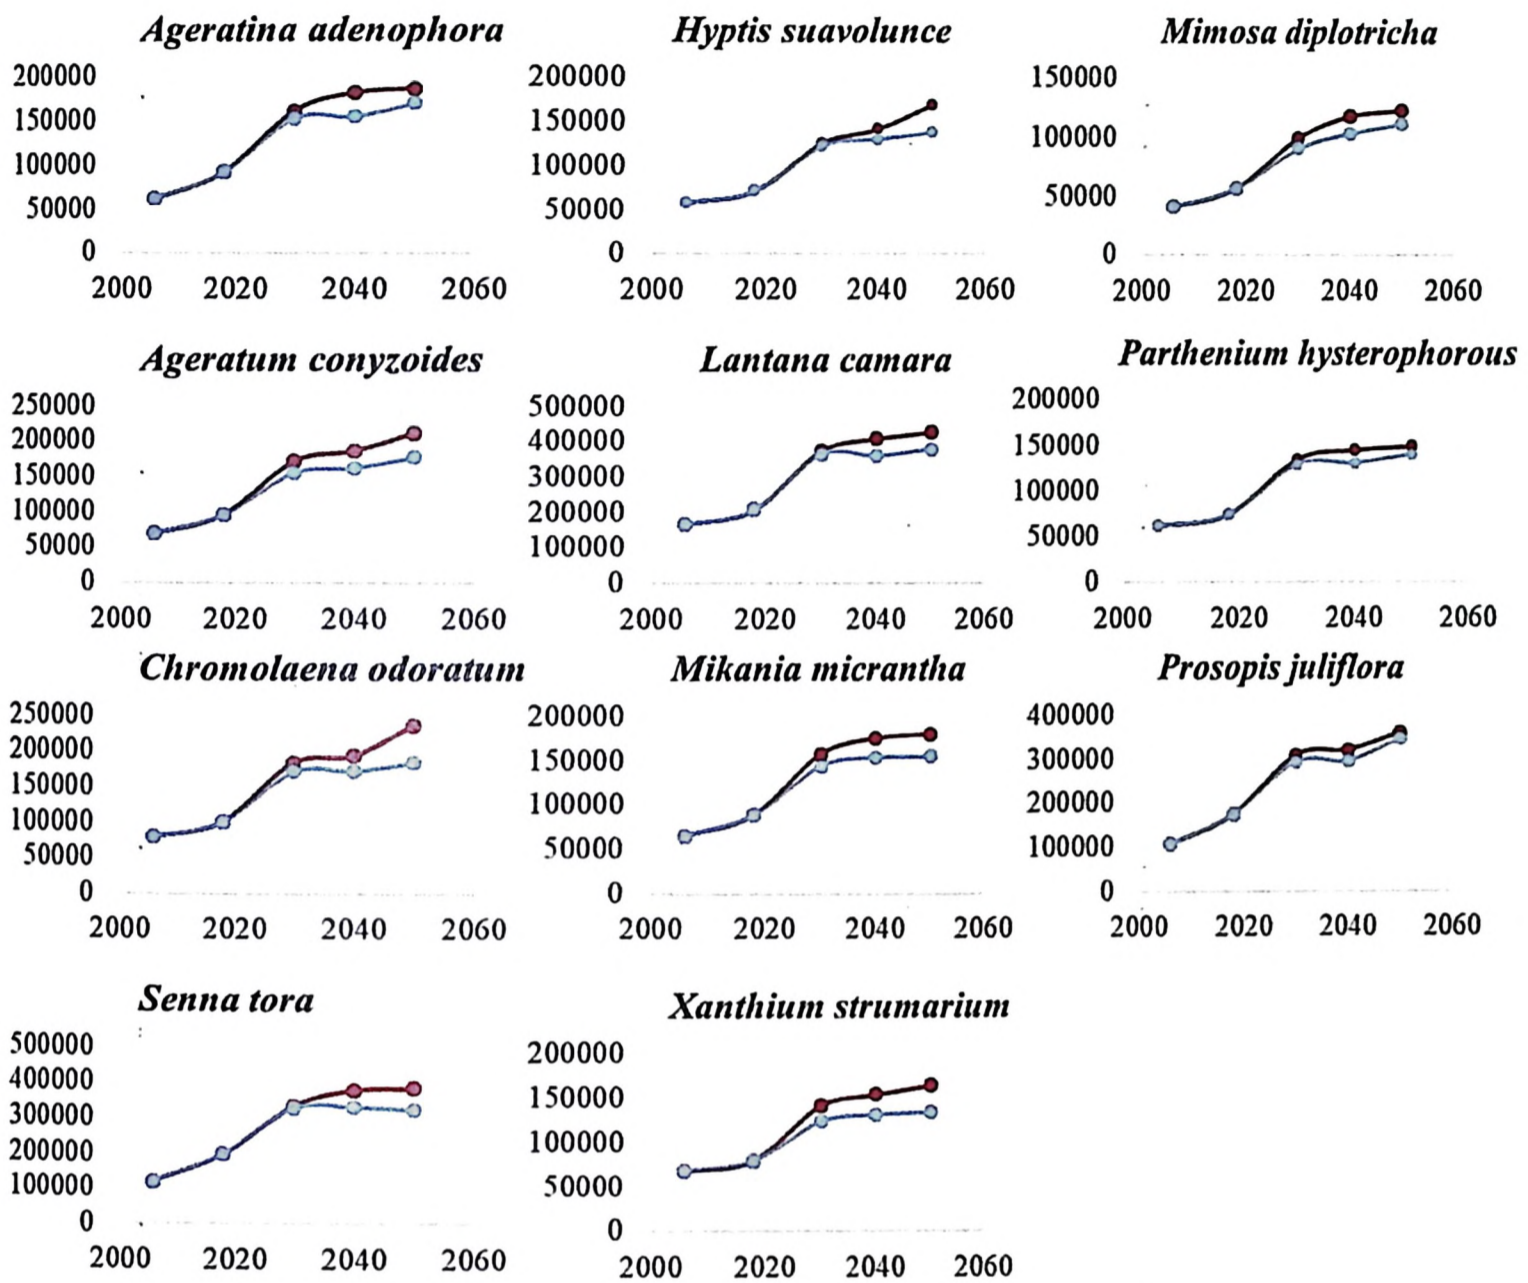 Ageratina adenophora
200000
150000
100000
50000
0
2000 2020 2040 2060
Hyptis suavolunce
200000
150000
100000
50000
0
2000 2020 2040 2060
Mimosa diplotricha
150000
100000
50000
0
2000 2020 2040 2060
Ageratum conyzoides
250000
200000
150000
100000
50000
0
2000 2020 2040 2060
Lantana camara
500000
400000
300000
200000
100000
0
2000 2020 2040 2060
Parthenium hysterophorous
200000
150000
100000
50000
0
2000 2020 2040 2060
Chromolaena odoratum
250000
200000
150000
100000
50000
0
2000 2020 2040 2060
Mikania micrantha
200000
150000
100000
50000
0
2000 2020 2040 2060
Prosopis juliflora
400000
300000
200000
100000
0
2000 2020 2040 2060
Senna tora
500000
400000
300000
200000
100000
0
2000 2020 2040 2060
Xanthium strumarium
200000
150000
100000
50000
0
2000 2020 2040 2060